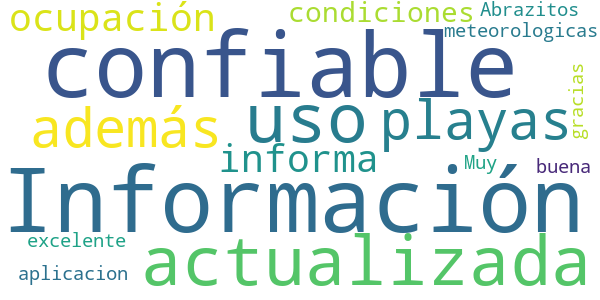 ocupación condiciones Abrazitos
meteorologicas
confiable
gracias
además uso playas
informa Muy buena
Información
excelente
actualizada
aplicacion